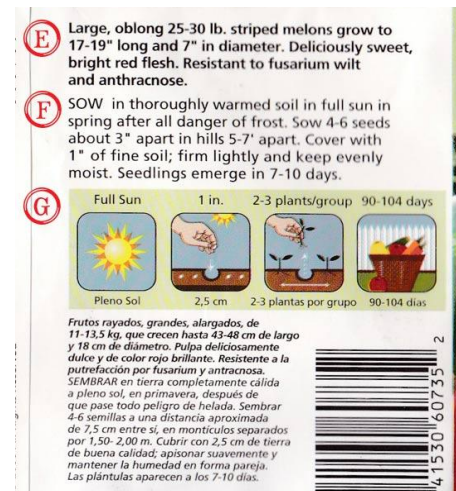 E
Large, oblong 25-30 lb. striped melons grow to
17-19" long and 7" in diameter. Deliciously sweet,
bright red flesh. Resistant to fusarium wilt
and anthracnose.
F
SOW in thoroughly warmed soil in full sun in
spring after all danger of frost. Sow 4-6 seeds
about 3" apart in hills 5-7' apart. Cover with
1" of fine soil; firm lightly and keep evenly
moist. Seedlings emerge in 7-10 days.
G
Full Sun 1 in. 2-3 plants/group 90-104 days
Pleno Sol 2,5 cm 2-3 plantas por grupo 90-104 días
Frutos rayados, grandes, alargados, de
11-13,5 kg, que crecen hasta 43-48 cm de largo
y 18 cm de diámetro. Pulpa deliciosamente
dulce y de color rojo brillante. Resistente a la
putrefacción por fusarium y antracnosa.
SEMBRAR en tierra completamente cálida
a pleno sol, en primavera, después de
que pase todo peligro de helada. Sembrar
4-6 semillas a una distancia aproximada
de 7,5 cm entre sí, en montículos separados
por 1,50- 2,00 m. Cubrir con 2,5 cm de tierra
de buena calidad; apisonar suavemente y
mantener la humedad en forma pareja.
Las plántulas aparecen a los 7-10 días.
41530 60735 2